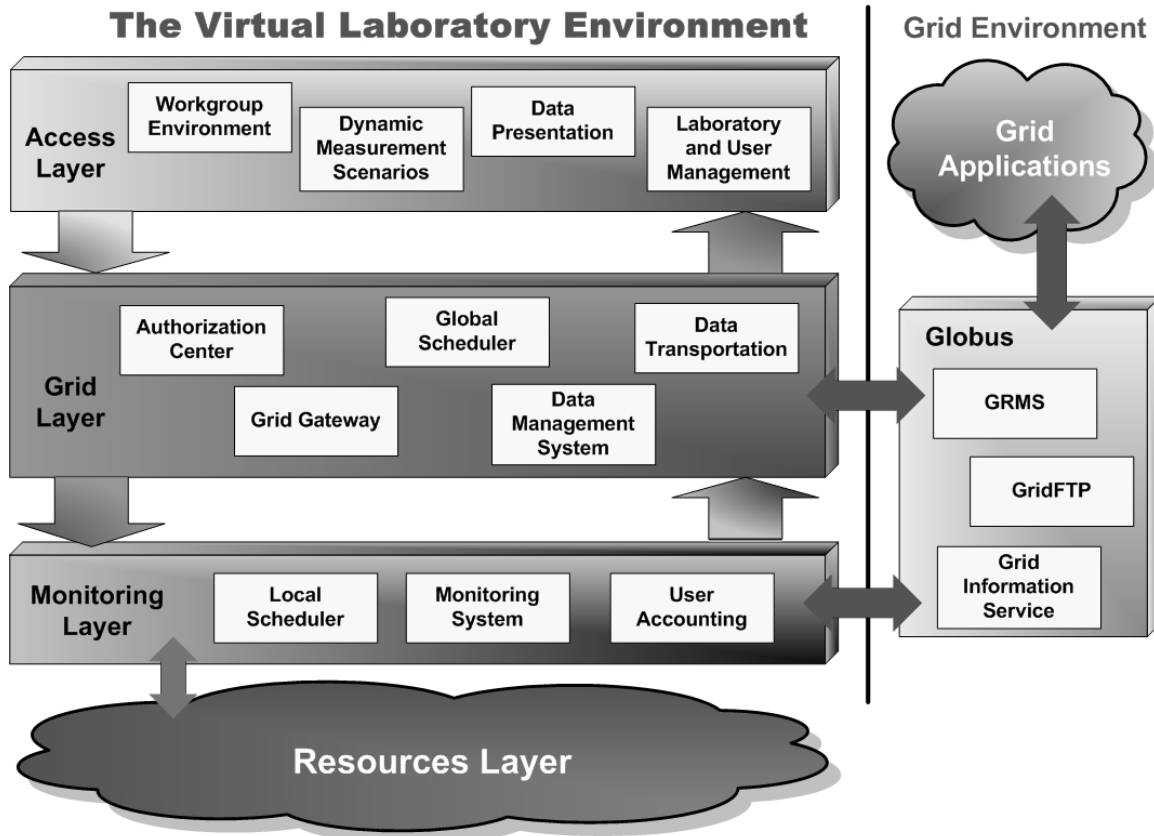 The Virtual Laboratory Environment
Grid Environment
Access
Layer
Workgroup
Environment
Dynamic
Measurement
Scenarios
Data
Presentation
Laboratory
and User
Management
Grid
Applications
Grid
Layer
Authorization
Center
Global
Scheduler
Data
Transportation
Grid Gateway
Data
Management
System
Globus
GRMS
GridFTP
Grid
Information
Service
Monitoring
Layer
Local
Scheduler
Monitoring
System
User
Accounting
Resources Layer